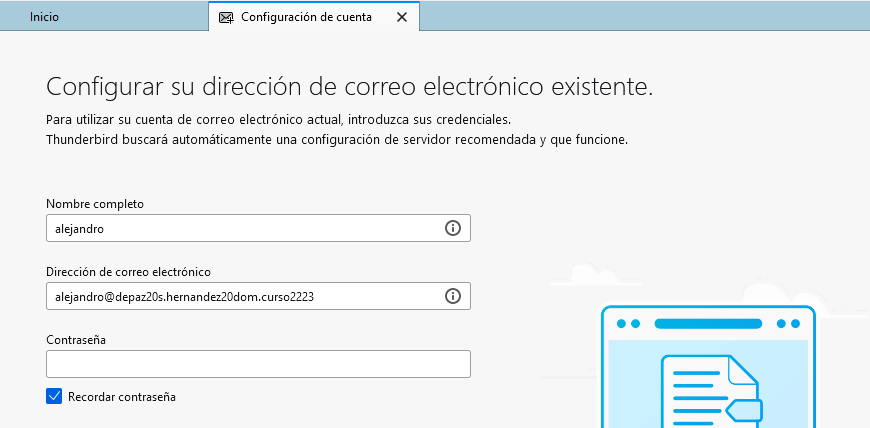 Inicio
Configuración de cuenta
Configurar su dirección de correo electrónico existente.
Para utilizar su cuenta de correo electrónico actual, introduzca sus credenciales.
Thunderbird buscará automáticamente una configuración de servidor recomendada y que funcione.
Nombre completo
alejandro
Dirección de correo electrónico
alejandro@depaz20s.hernandez20dom.curso2223
Contraseña
Recordar contraseña